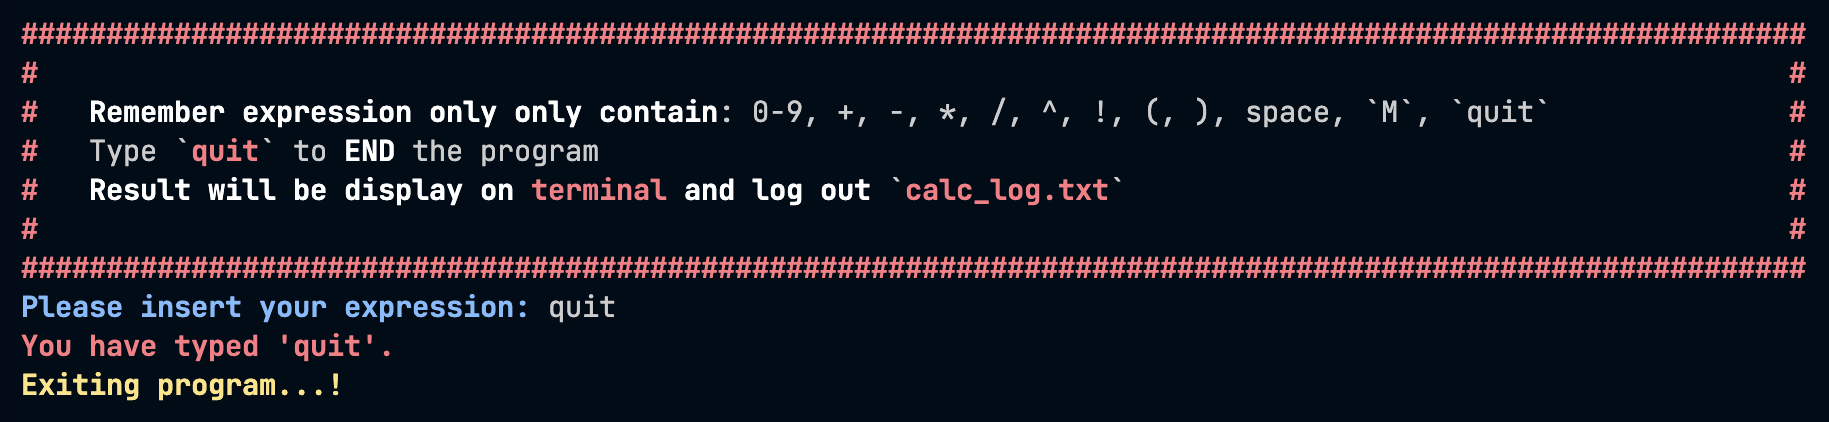 #########################################################################################################
#                                                                                                       #
#   Remember expression only only contain: 0-9, +, -, *, /, ^, !, (, ), space, `M`, `quit`              #
#   Type `quit` to END the program                                                                      #
#   Result will be display on terminal and log out `calc_log.txt`                                       #
#                                                                                                       #
#########################################################################################################
Please insert your expression: quit
You have typed 'quit'.
Exiting program...!